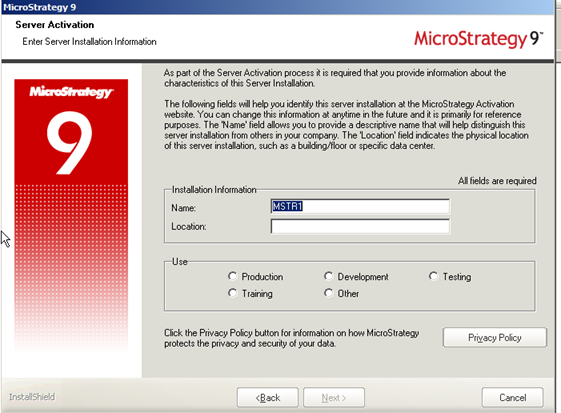 MicroStrategy 9
Server Activation
Enter Server Installation Information
MicroStrategy 9™
MicroStrategy
9
As part of the Server Activation process it is required that you provide information about the
characteristics of this Server Installation.
The following fields will help you identify this server installation at the MicroStrategy Activation
website. You can change this information at anytime in the future and it is primarily for reference
purposes. The 'Name' field allows you to provide a descriptive name that will help distinguish this
server installation from others in your company. The 'Location' field indicates the physical location
of this server installation, such as a building/floor or specific data center.
All fields are required
Installation Information
Name: MSTR1
Location:
Use
Production Development Testing
Training Other
Click the Privacy Policy button for information on how MicroStrategy
protects the privacy and security of your data.
Privacy Policy
InstallShield
<Back Next> Cancel